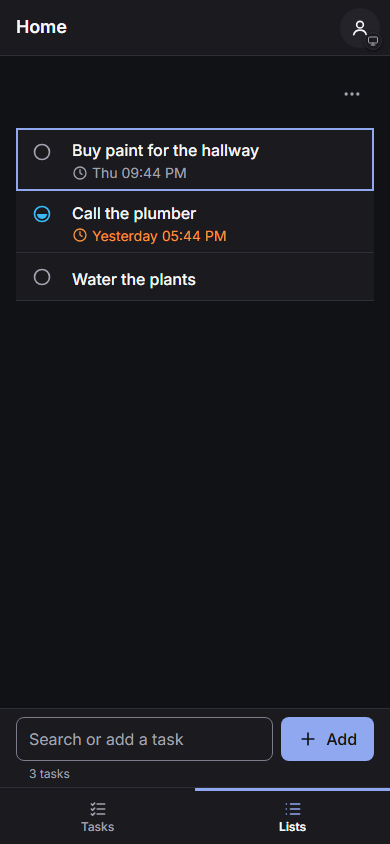 Home
Buy paint for the hallway
Thu 09:44 PM
Call the plumber
Yesterday 05:44 PM
Water the plants
Search or add a task
Add
3 tasks
Tasks
Lists